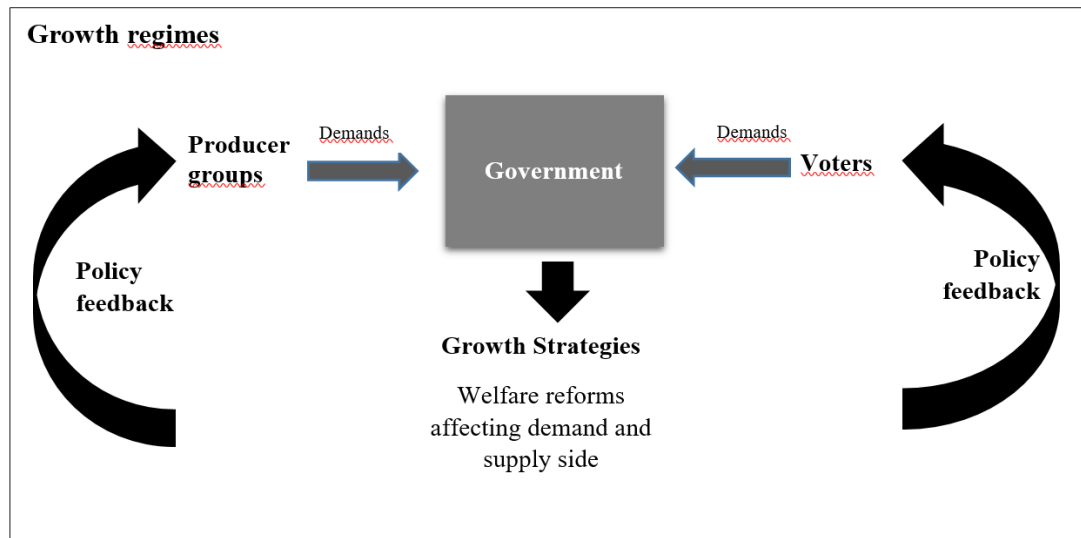 Growth regimes
Demands
Demands
Producer
groups
Government
Voters
Policy
feedback
Policy
feedback
Growth Strategies
Welfare reforms
affecting demand and
supply side